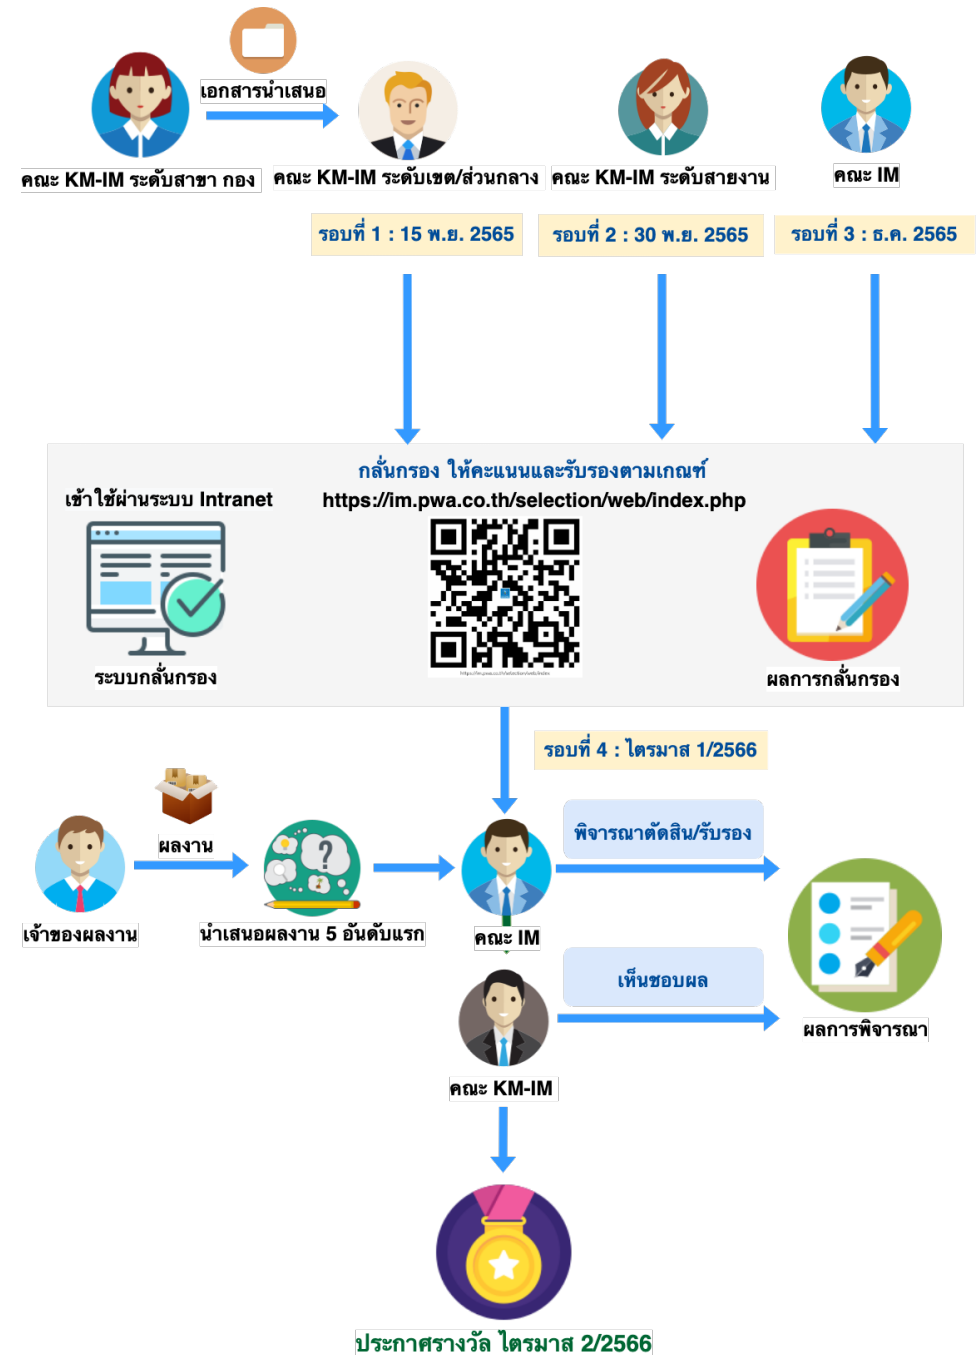 เอกสารนำเสนอ
คณะ KM-IM ระดับสาขา กอง
คณะ KM-IM ระดับเขต/ส่วนกลาง
คณะ KM-IM ระดับสายงาน
คณะ IM
รอบที่ 1 : 15 พ.ย. 2565
รอบที่ 2 : 30 พ.ย. 2565
รอบที่ 3 : ธ.ค. 2565
กลั่นกรอง ให้คะแนนและรับรองตามเกณฑ์
เข้าใช้ผ่านระบบ Intranet
https://im.pwa.co.th/selection/web/index.php
ระบบกลั่นกรอง
https://im.pwa.co.th/selection/web/index
ผลการกลั่นกรอง
รอบที่ 4 : ไตรมาส 1/2566
ผลงาน
พิจารณาตัดสิน/รับรอง
เจ้าของผลงาน
นำเสนอผลงาน 5 อันดับแรก
คณะ IM
เห็นชอบผล
ผลการพิจารณา
คณะ KM-IM
ประกาศรางวัล ไตรมาส 2/2566